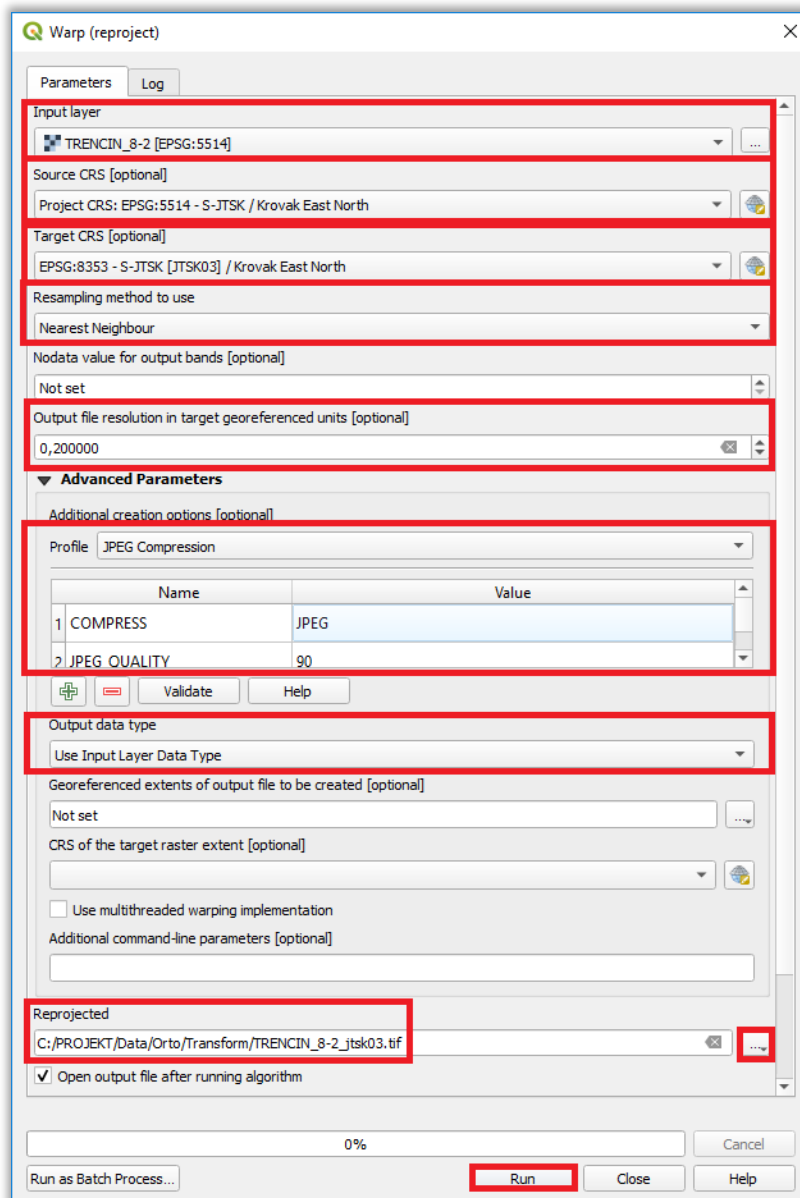 Warp (reproject)
Parameters Log
Input layer
TRENCIN_8-2 [EPSG:5514]
...
Source CRS [optional]
Project CRS: EPSG:5514 - S-JTSK / Krovak East North
Target CRS [optional]
EPSG:8353 - S-JTSK [JTSK03] / Krovak East North
Resampling method to use
Nearest Neighbour
Nodata value for output bands [optional]
Not set
Output file resolution in target georeferenced units [optional]
0,200000
Advanced Parameters
Additional creation options [optional]
Profile JPEG Compression
Name Value
1 COMPRESS JPEG
2 JPEG_QUALITY 90
Validate Help
Output data type
Use Input Layer Data Type
Georeferenced extents of output file to be created [optional]
Not set
...
CRS of the target raster extent [optional]
Use multithreaded warping implementation
Additional command-line parameters [optional]
Reprojected
C:/PROJEKT/Data/Orto/Transform/TRENCIN_8-2_jtsk03.tif
...
Open output file after running algorithm
0% Cancel
Run as Batch Process... Run Close Help